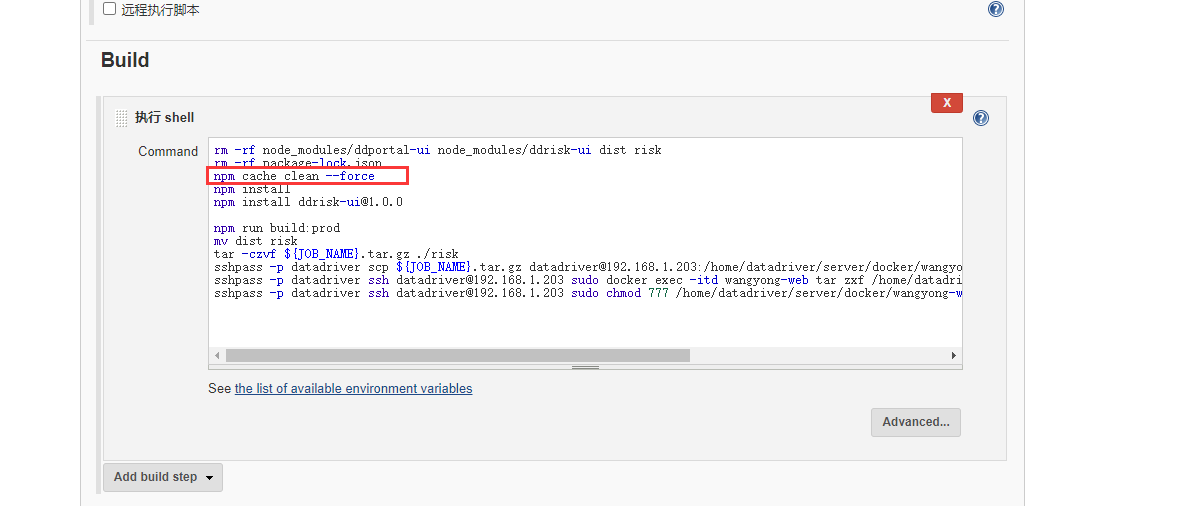 远程执行脚本
Build
执行 shell
X
Command
rm -rf node_modules/ddportal-ui node_modules/ddrisk-ui dist risk
rm -rf package-lock.json
npm cache clean --force
npm install
npm install ddrisk-ui@1.0.0
npm run build:prod
mv dist risk
tar -czvf ${JOB_NAME}.tar.gz ./risk
sshpass -p datadriver scp ${JOB_NAME}.tar.gz datadriver@192.168.1.203:/home/datadriver/server/docker/wangyo
sshpass -p datadriver ssh datadriver@192.168.1.203 sudo docker exec -itd wangyong-web tar zxf /home/datadri
sshpass -p datadriver ssh datadriver@192.168.1.203 sudo chmod 777 /home/datadriver/server/docker/wangyong-w
See the list of available environment variables
Advanced...
Add build step